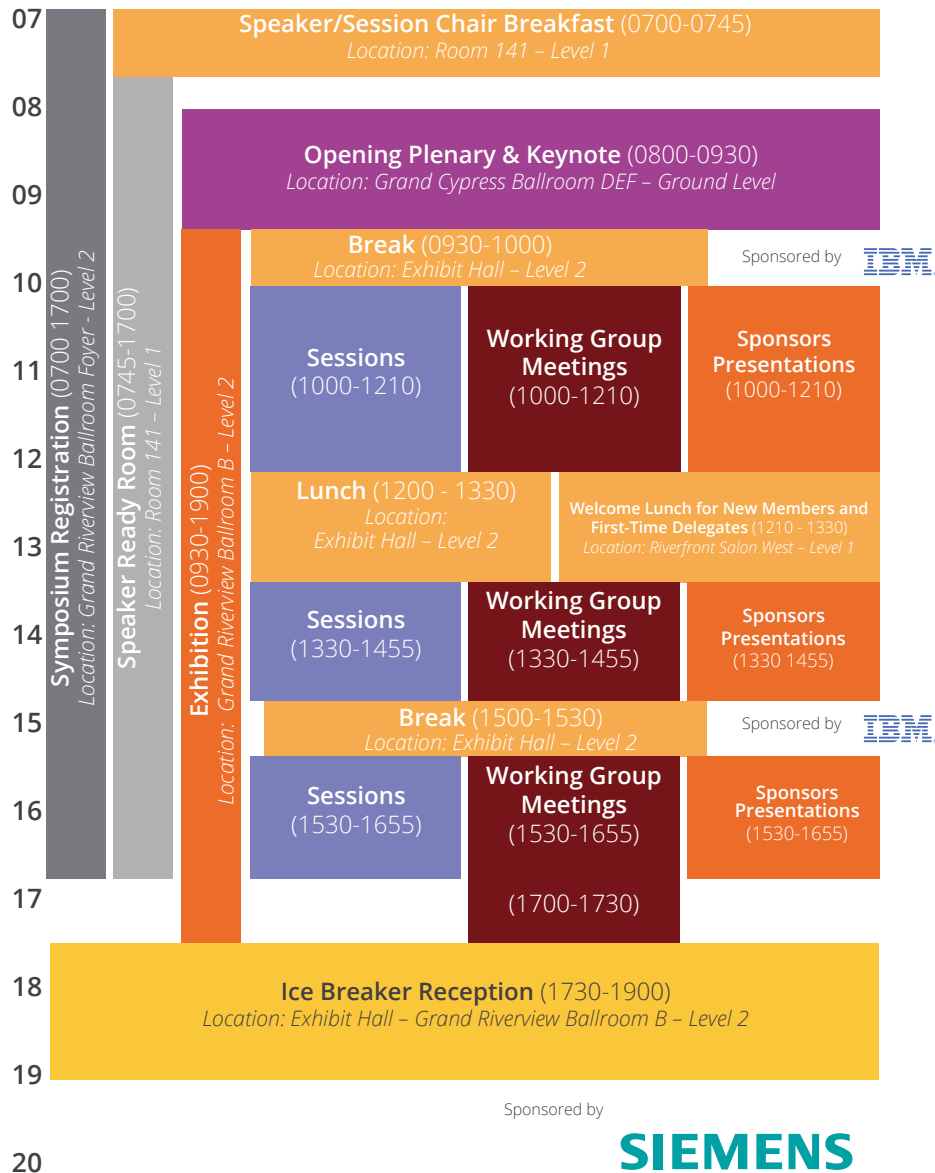 07
Speaker/Session Chair Breakfast (0700-0745)
Location: Room 141 – Level 1
08
Opening Plenary & Keynote (0800-0930)
Location: Grand Cypress Ballroom DEF – Ground Level
09
Symposium Registration (0700 1700)
Location: Grand Riverview Ballroom Foyer - Level 2
Speaker Ready Room (0745-1700)
Location: Room 141 – Level 1
Exhibition (0930-1900)
Location: Grand Riverview Ballroom B – Level 2
Break (0930-1000)
Location: Exhibit Hall – Level 2
Sponsored by IBM.
10
Sessions
(1000-1210)
Working Group
Meetings
(1000-1210)
Sponsors
Presentations
(1000-1210)
11
12
Lunch (1200 - 1330)
Location:
Exhibit Hall – Level 2
Welcome Lunch for New Members and
First-Time Delegates (1210 - 1330)
Location: Riverfront Salon West – Level 1
13
Sessions
(1330-1455)
Working Group
Meetings
(1330-1455)
Sponsors
Presentations
(1330 1455)
14
15
Break (1500-1530)
Location: Exhibit Hall – Level 2
Sponsored by IBM.
Sessions
(1530-1655)
Working Group
Meetings
(1530-1655)
(1700-1730)
Sponsors
Presentations
(1530-1655)
16
17
18
Ice Breaker Reception (1730-1900)
Location: Exhibit Hall – Grand Riverview Ballroom B – Level 2
19
Sponsored by
SIEMENS
20